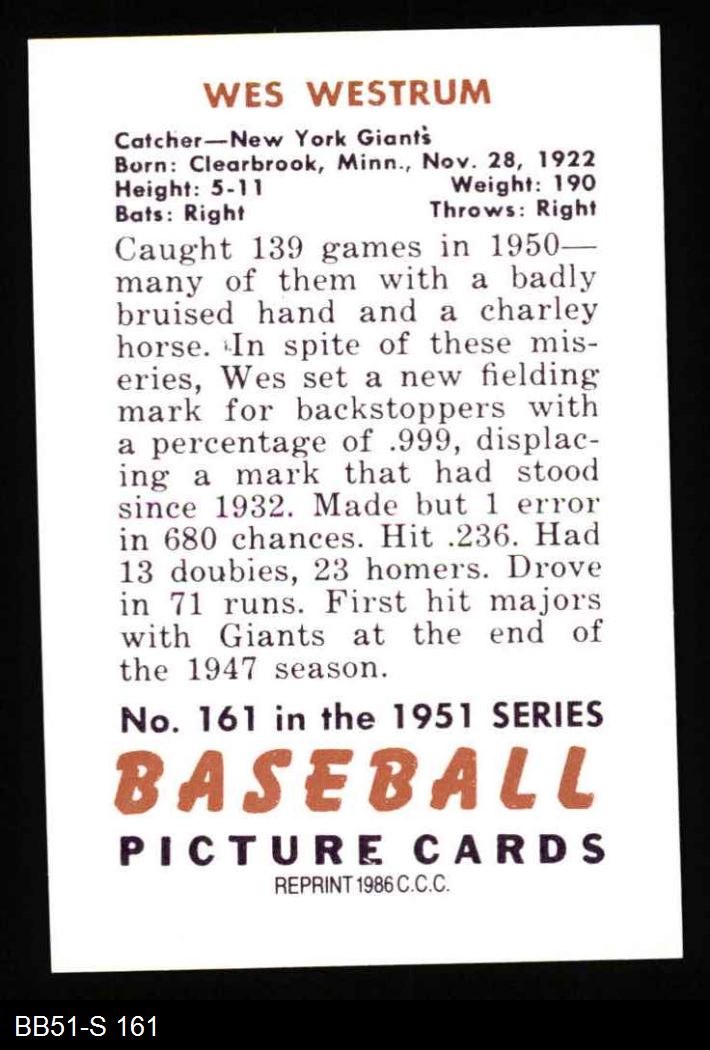 WES WESTRUM
Catcher—New York Giants
Born: Clearbrook, Minn., Nov. 28, 1922
Height: 5-11 Weight: 190
Bats: Right Throws: Right
Caught 139 games in 1950—
many of them with a badly
bruised hand and a charley
horse. In spite of these mis-
eries, Wes set a new fielding
mark for backstoppers with
a percentage of .999, displac-
ing a mark that had stood
since 1932. Made but 1 error
in 680 chances. Hit .236. Had
13 doubies, 23 homers. Drove
in 71 runs. First hit majors
with Giants at the end of
the 1947 season.
No. 161 in the 1951 SERIES
BASEBALL
PICTURE CARDS
REPRINT 1986 C.C.C.
BB51-S 161